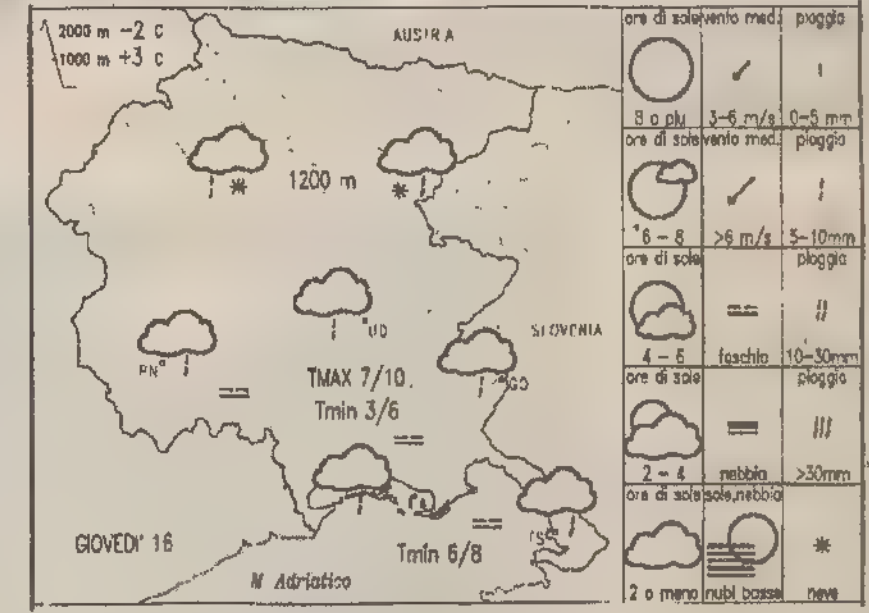 2000 m -2 C
1000 m +3 C
AUSTRIA
1200 m
UD
SLOVENIA
PN
GO
TMAX 7/10
Tmin 3/6
TS
GIOVEDI' 16
Tmin 6/8
M Adriatico
ore di sole vento med. pioggia
8 o piu 3-6 m/s 0-5 mm
ore di sole vento med. pioggia
6 - 8 >6 m/s 5-10mm
ore di sole pioggia
4 - 6 foschia 10-30mm
ore di sole pioggia
2 - 4 nebbia >30mm
ore di sole sole,nebbia
2 o meno nubi basse neve